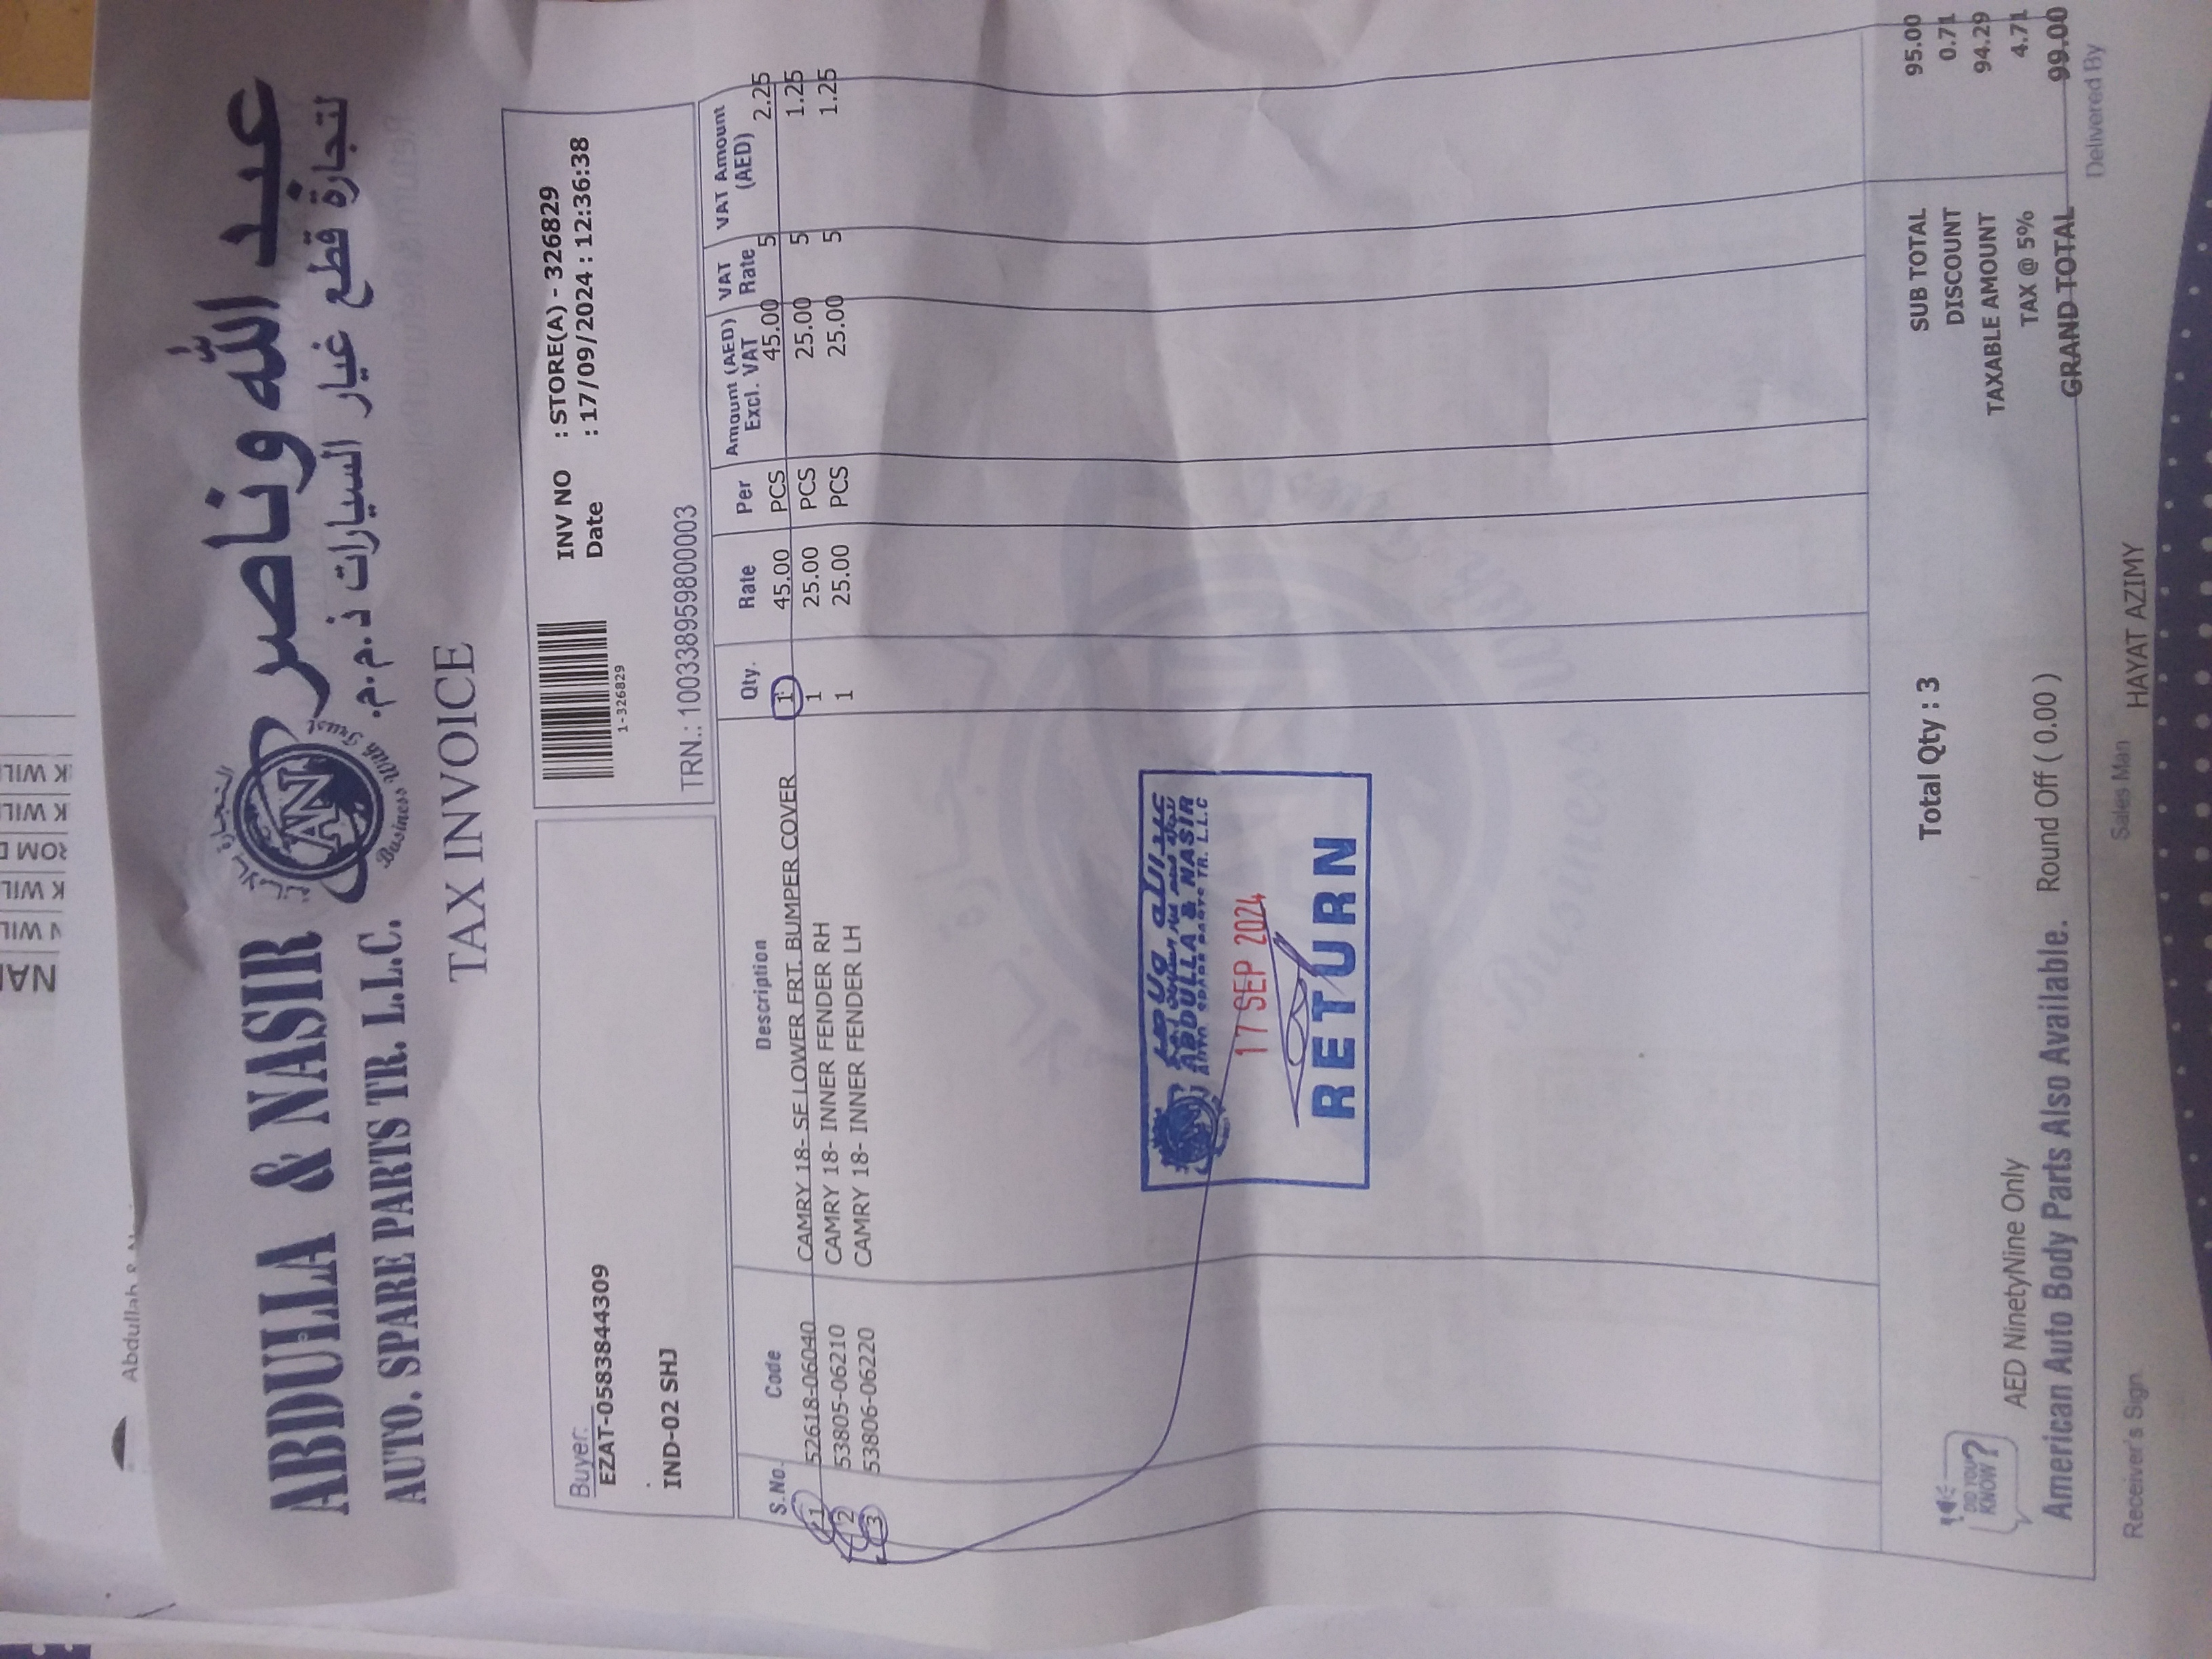 ABDULLA & NASIR
AUTO. SPARE PARTS TR. L.L.C.
عبد الله وناصر
لتجارة قطع غيار السيارات ذ.م.م.
AN
Business With Trust
TAX INVOICE
Buyer:
EZAT-0583844309
IND-02 SHJ
1-326829
INV NO : STORE(A) - 326829
Date : 17/09/2024 : 12:36:38
TRN.: 100338959800003
S.No. Code Description Qty. Rate Per Amount (AED) Excl. VAT VAT Rate VAT Amount (AED)
1 52618-06040 CAMRY 18- SE LOWER FRT. BUMPER COVER 1 45.00 PCS 45.00 5 2.25
2 53805-06210 CAMRY 18- INNER FENDER RH 1 25.00 PCS 25.00 5 1.25
3 53806-06220 CAMRY 18- INNER FENDER LH 1 25.00 PCS 25.00 5 1.25
ABDULLA & NASIR
AUTO SPARE PARTS TR. L.L.C
17 SEP 2024
RETURN
Total Qty : 3
SUB TOTAL 95.00
DISCOUNT 0.71
TAXABLE AMOUNT 94.29
TAX @ 5% 4.71
GRAND TOTAL 99.00
DID YOU KNOW?
AED NinetyNine Only
American Auto Body Parts Also Available.
Round Off ( 0.00 )
Receiver's Sign.
Sales Man
HAYAT AZIMY
Delivered By